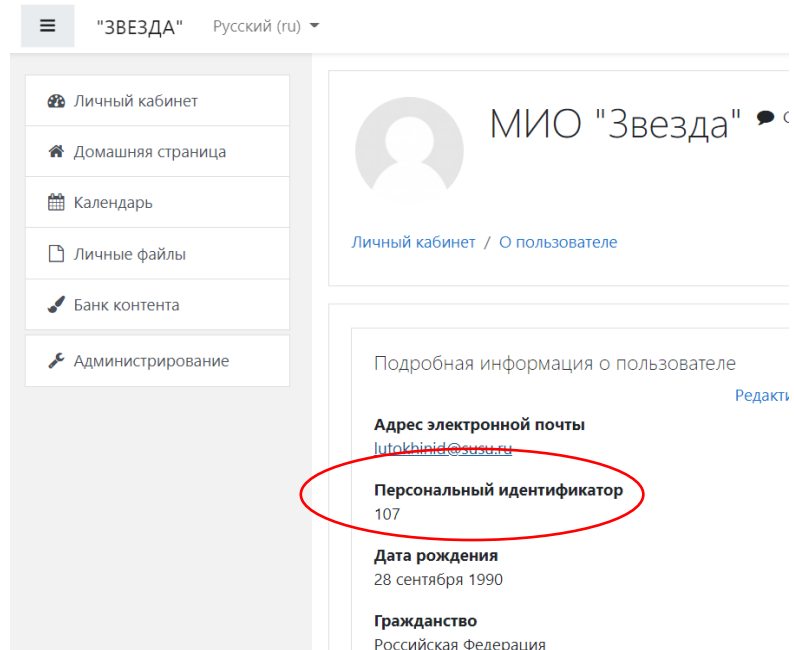 "ЗВЕЗДА" Русский (ru)
Личный кабинет
Домашняя страница
Календарь
Личные файлы
Банк контента
Администрирование
МИО "Звезда"
Личный кабинет / О пользователе
Подробная информация о пользователе
Редакти
Адрес электронной почты
lutokhinid@susu.ru
Персональный идентификатор
107
Дата рождения
28 сентября 1990
Гражданство
Российская Федерация